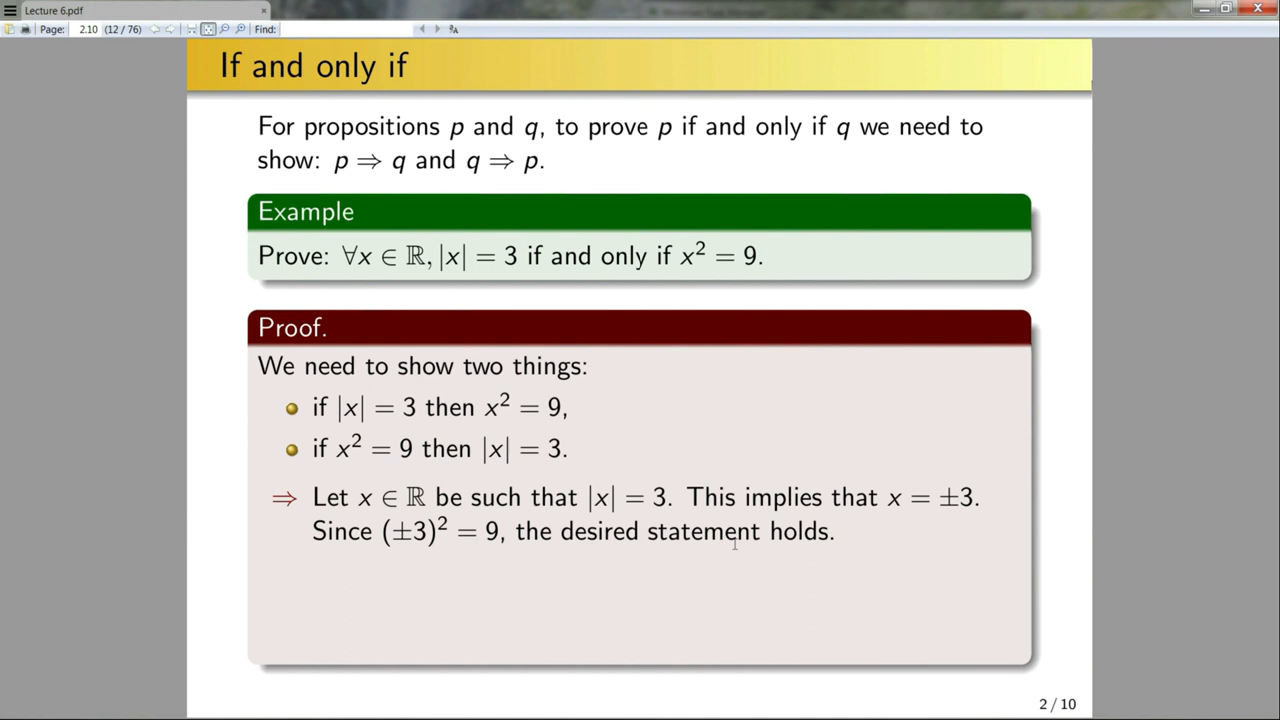 Lecture 6.pdf ×
Page: 2.10 (12 / 76) Find:
If and only if
For propositions p and q, to prove p if and only if q we need to
show: p ⇒ q and q ⇒ p.
Example
Prove: ∀x ∈ ℝ, |x| = 3 if and only if x² = 9.
Proof.
We need to show two things:
if |x| = 3 then x² = 9,
if x² = 9 then |x| = 3.
⇒ Let x ∈ ℝ be such that |x| = 3. This implies that x = ±3.
Since (±3)² = 9, the desired statement holds.
2 / 10